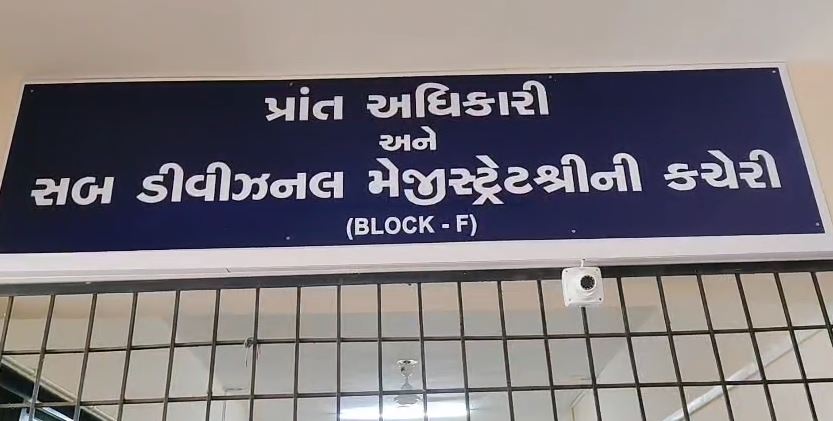 પ્રાંત અધિકારી
અને
સબ ડીવીઝનલ મેજીસ્ટ્રેટશ્રીની કચેરી
(BLOCK - F)